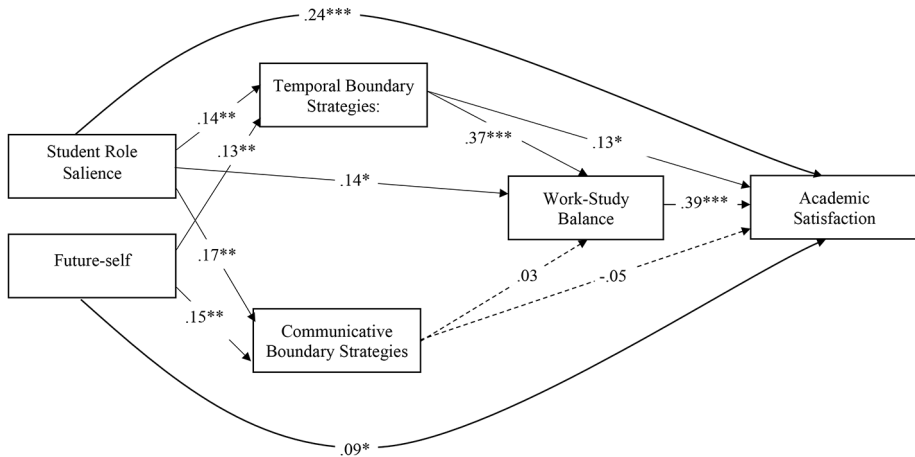 .24***
Temporal Boundary
Strategies:
.14**
.13**
.37***
.13*
Student Role
Salience
.14*
Work-Study
Balance
.39***
Academic
Satisfaction
Future-self
.17**
.03
-.05
.15**
Communicative
Boundary Strategies
.09*